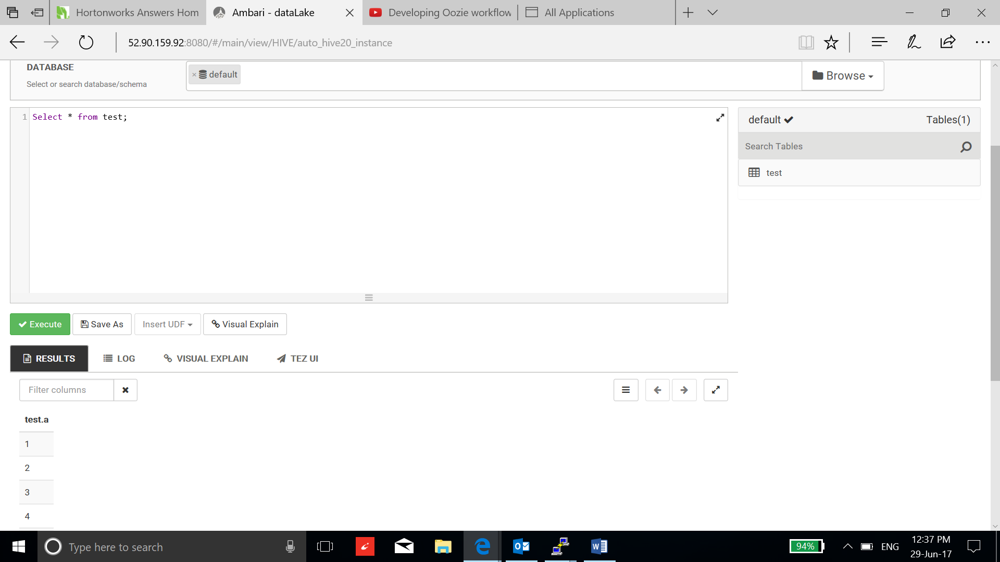 Hortonworks Answers Hom
Ambari - dataLake
Developing Oozie workflow
All Applications
52.90.159.92:8080/#/main/view/HIVE/auto_hive20_instance
DATABASE
Select or search database/schema
× default
Browse
1 Select * from test;
default
Tables(1)
Search Tables
test
Execute
Save As
Insert UDF
Visual Explain
RESULTS
LOG
VISUAL EXPLAIN
TEZ UI
Filter columns
test.a
1
2
3
4
Type here to search
94%
ENG
12:37 PM
29-Jun-17